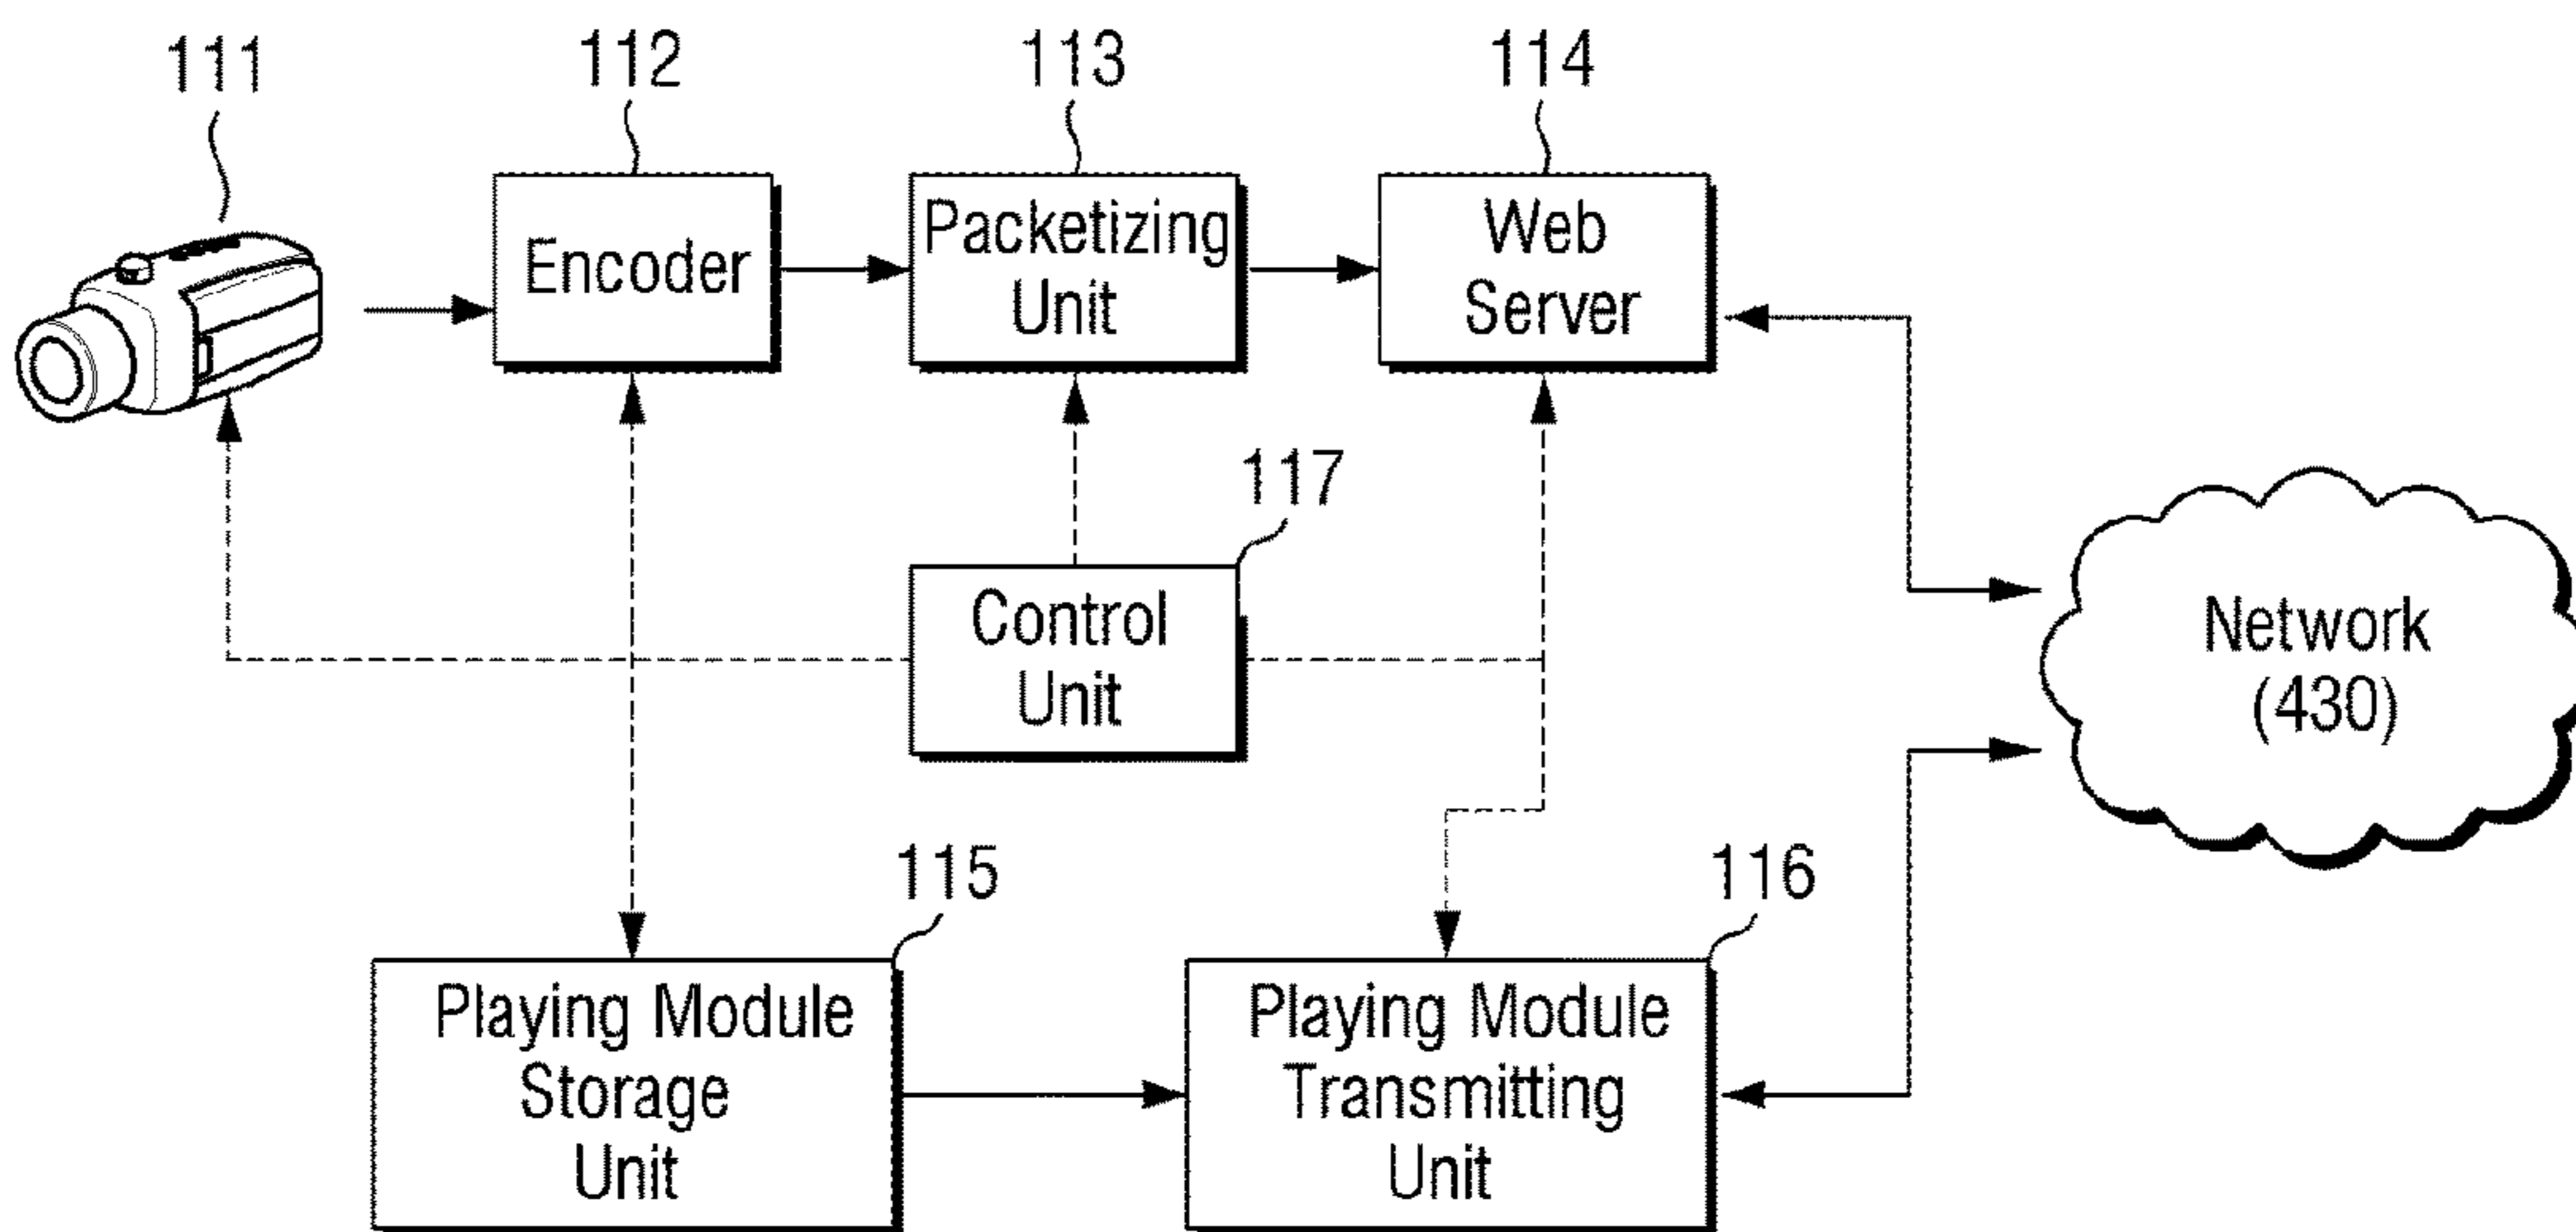 111
112
113
114
Encoder
Packetizing
Unit
Web
Server
117
Control
Unit
Network
(430)
115
116
Playing Module
Storage
Unit
Playing Module
Transmitting
Unit